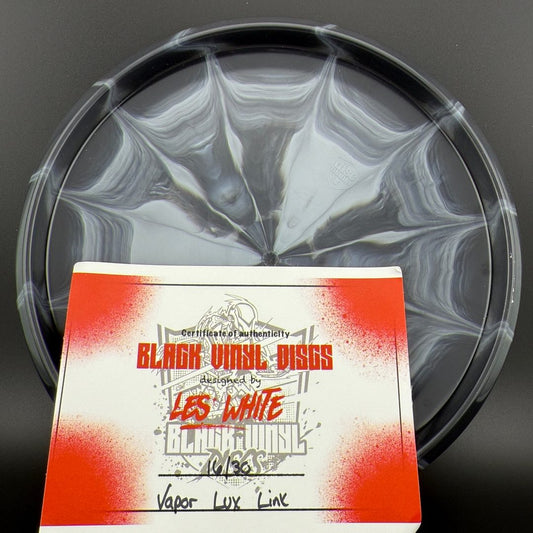 Certificate of authenticity
BLACK VINYL DISCS
designed by
LES WHITE
BLACK VINYL
DISCS
16/30
Vapor Lux Link